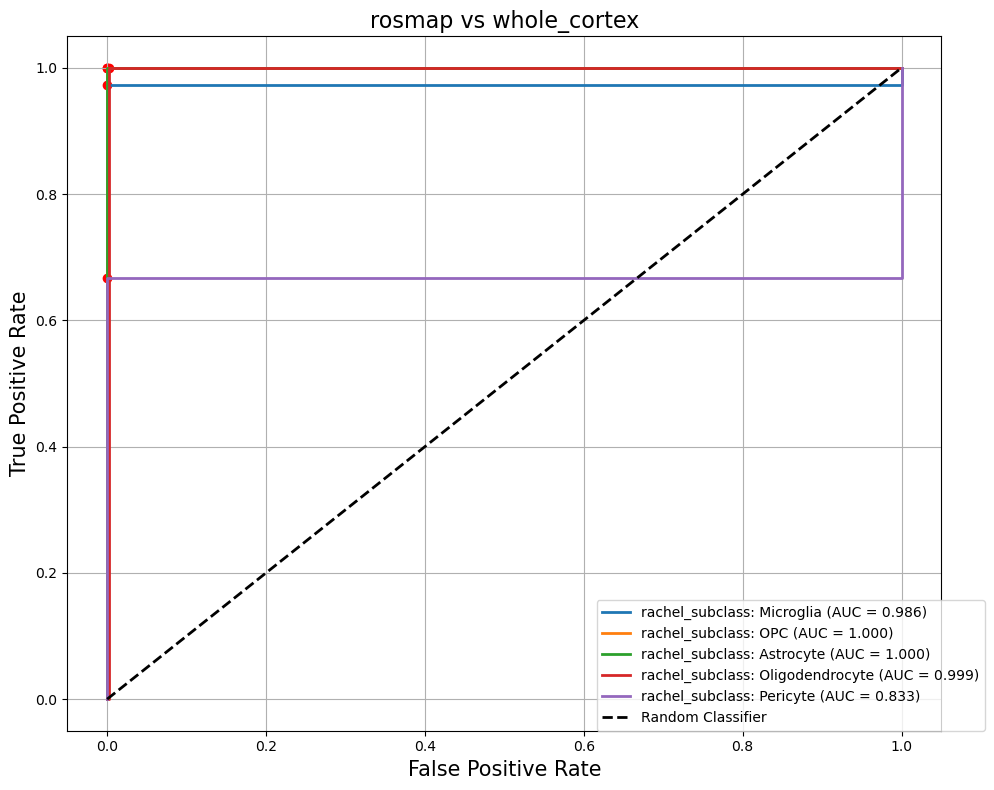 rosmap vs whole_cortex
1.0
0.8
0.6
0.4
0.2
0.0
True Positive Rate
rachel_subclass: Microglia (AUC = 0.986)
rachel_subclass: OPC (AUC = 1.000)
rachel_subclass: Astrocyte (AUC = 1.000)
rachel_subclass: Oligodendrocyte (AUC = 0.999)
rachel_subclass: Pericyte (AUC = 0.833)
Random Classifier
0.0 0.2 0.4 0.6 0.8 1.0
False Positive Rate